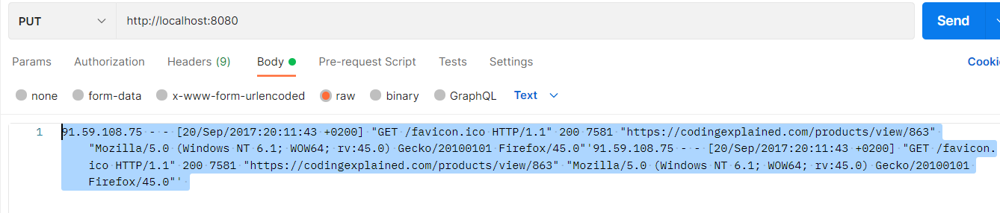 PUT http://localhost:8080 Send
Params Authorization Headers (9) Body Pre-request Script Tests Settings Cooki
none form-data x-www-form-urlencoded raw binary GraphQL Text
1 91.59.108.75 - - [20/Sep/2017:20:11:43 +0200] "GET /favicon.ico HTTP/1.1" 200 7581 "https://codingexplained.com/products/view/863"
"Mozilla/5.0 (Windows NT 6.1; WOW64; rv:45.0) Gecko/20100101 Firefox/45.0"'91.59.108.75 - - [20/Sep/2017:20:11:43 +0200] "GET /favicon.
ico HTTP/1.1" 200 7581 "https://codingexplained.com/products/view/863" "Mozilla/5.0 (Windows NT 6.1; WOW64; rv:45.0) Gecko/20100101
Firefox/45.0"'